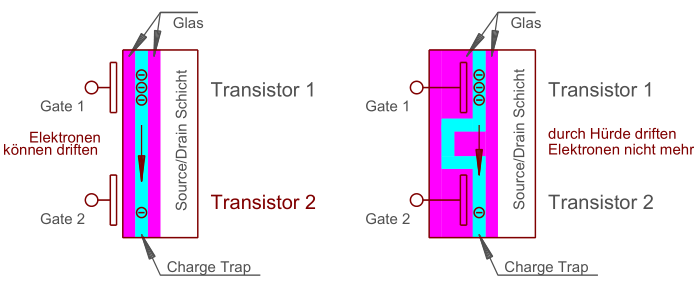 Glas
Source/Drain Schicht
Transistor 1
Gate 1
Elektronen
können driften
Transistor 2
Gate 2
Charge Trap
Glas
Source/Drain Schicht
Transistor 1
Gate 1
durch Hürde driften
Elektronen nicht mehr
Transistor 2
Gate 2
Charge Trap